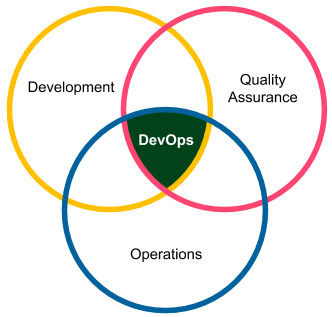 Development
Quality
Assurance
DevOps
Operations